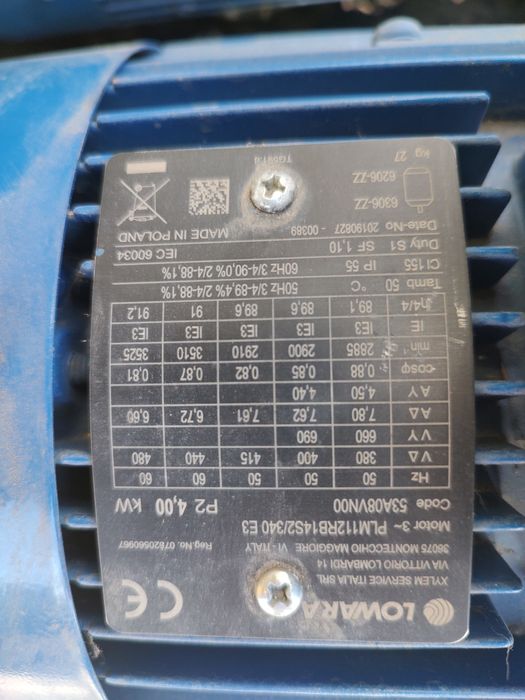 LOWARA
CE
XYLEM SERVICE ITALIA SRL
VIA VITTORIO LOMBARDI 14
36075 MONTECCHIO MAGGIORE VI - ITALY
Reg.No. 07820560967
Motor 3~ PLM112RB14S2/340 E3
Code 53A08VN00 P2 4,00 kW
Hz 50 50 50 60 60
V∆ 380 400 415 440 480
VY 660 690
A∆ 7,80 7,62 7,61 6,72 6,60
AY 4,50 4,40
cosφ 0,88 0,85 0,82 0,87 0,81
min⁻¹ 2885 2900 2910 3510 3525
IE IE3 IE3 IE3 IE3 IE3
η4/4 89,1 89,6 89,6 91 91,2
Tamb 50 °C 50Hz 3/4-89,4% 2/4-88,1%
Cl 155 IP 55 60Hz 3/4-90,0% 2/4-88,1%
Duty S1 SF 1,10 IEC 60034
Date-No 20190827 - 00389 MADE IN POLAND
6306-ZZ
6206-ZZ
kg 27